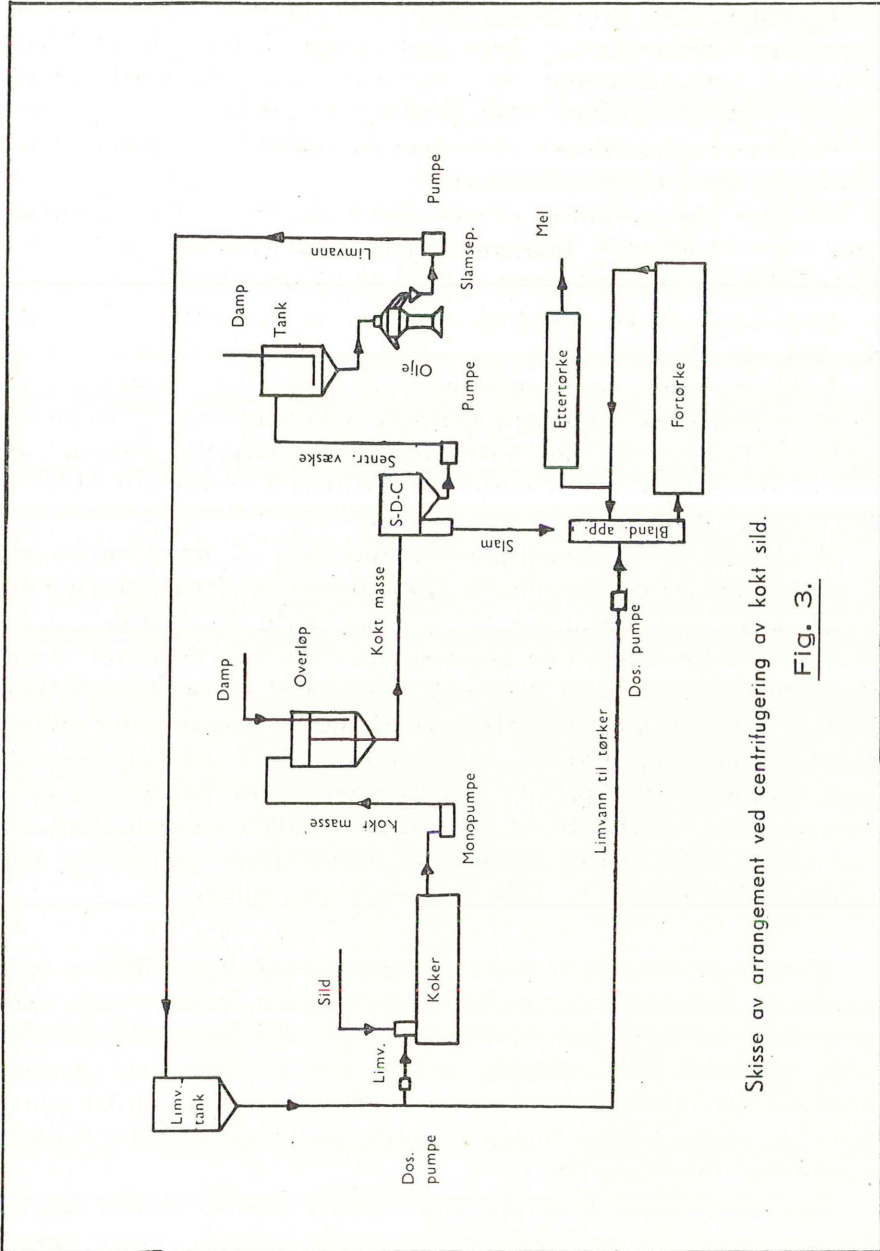 Limv.
tank
Dos.
pumpe
Limv.
Sild
Koker
Monopumpe
Kokt masse
Damp
Overløp
Kokt masse
S-D-C
Slam
Sentr. væske
Pumpe
Damp
Tank
Olje
Slamsep.
Pumpe
Limvann
Limvann til tørker
Dos. pumpe
Bland. app.
Fortørke
Ettertørke
Mel
Skisse av arrangement ved centrifugering av kokt sild.
Fig. 3.